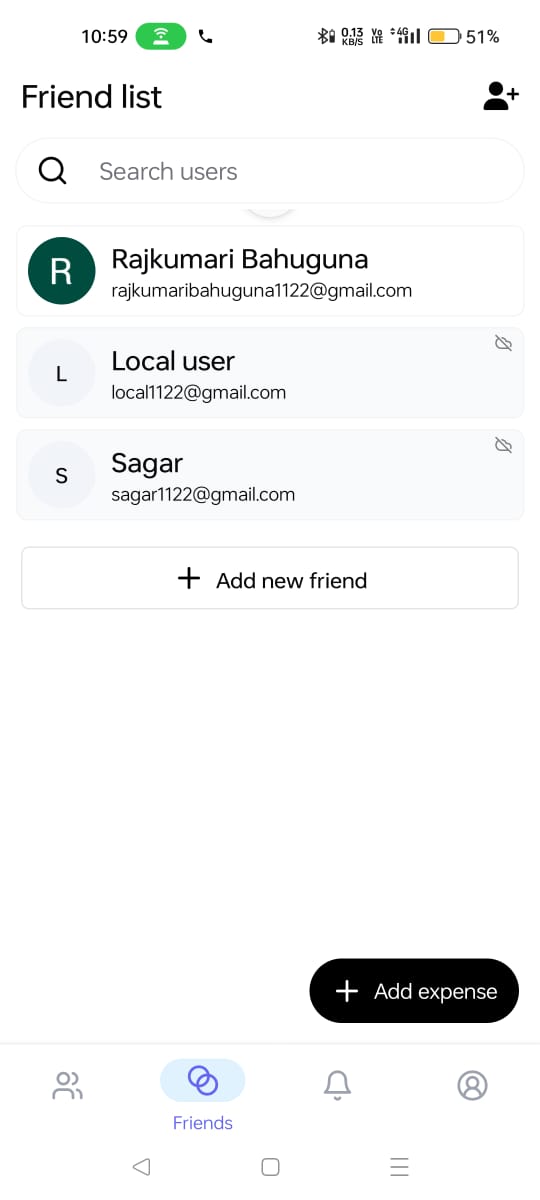 10:59
0.13
KB/S
Vo
LTE
4G
51%
Friend list
Search users
R
Rajkumari Bahuguna
rajkumaribahuguna1122@gmail.com
L
Local user
local1122@gmail.com
S
Sagar
sagar1122@gmail.com
+ Add new friend
+ Add expense
Friends